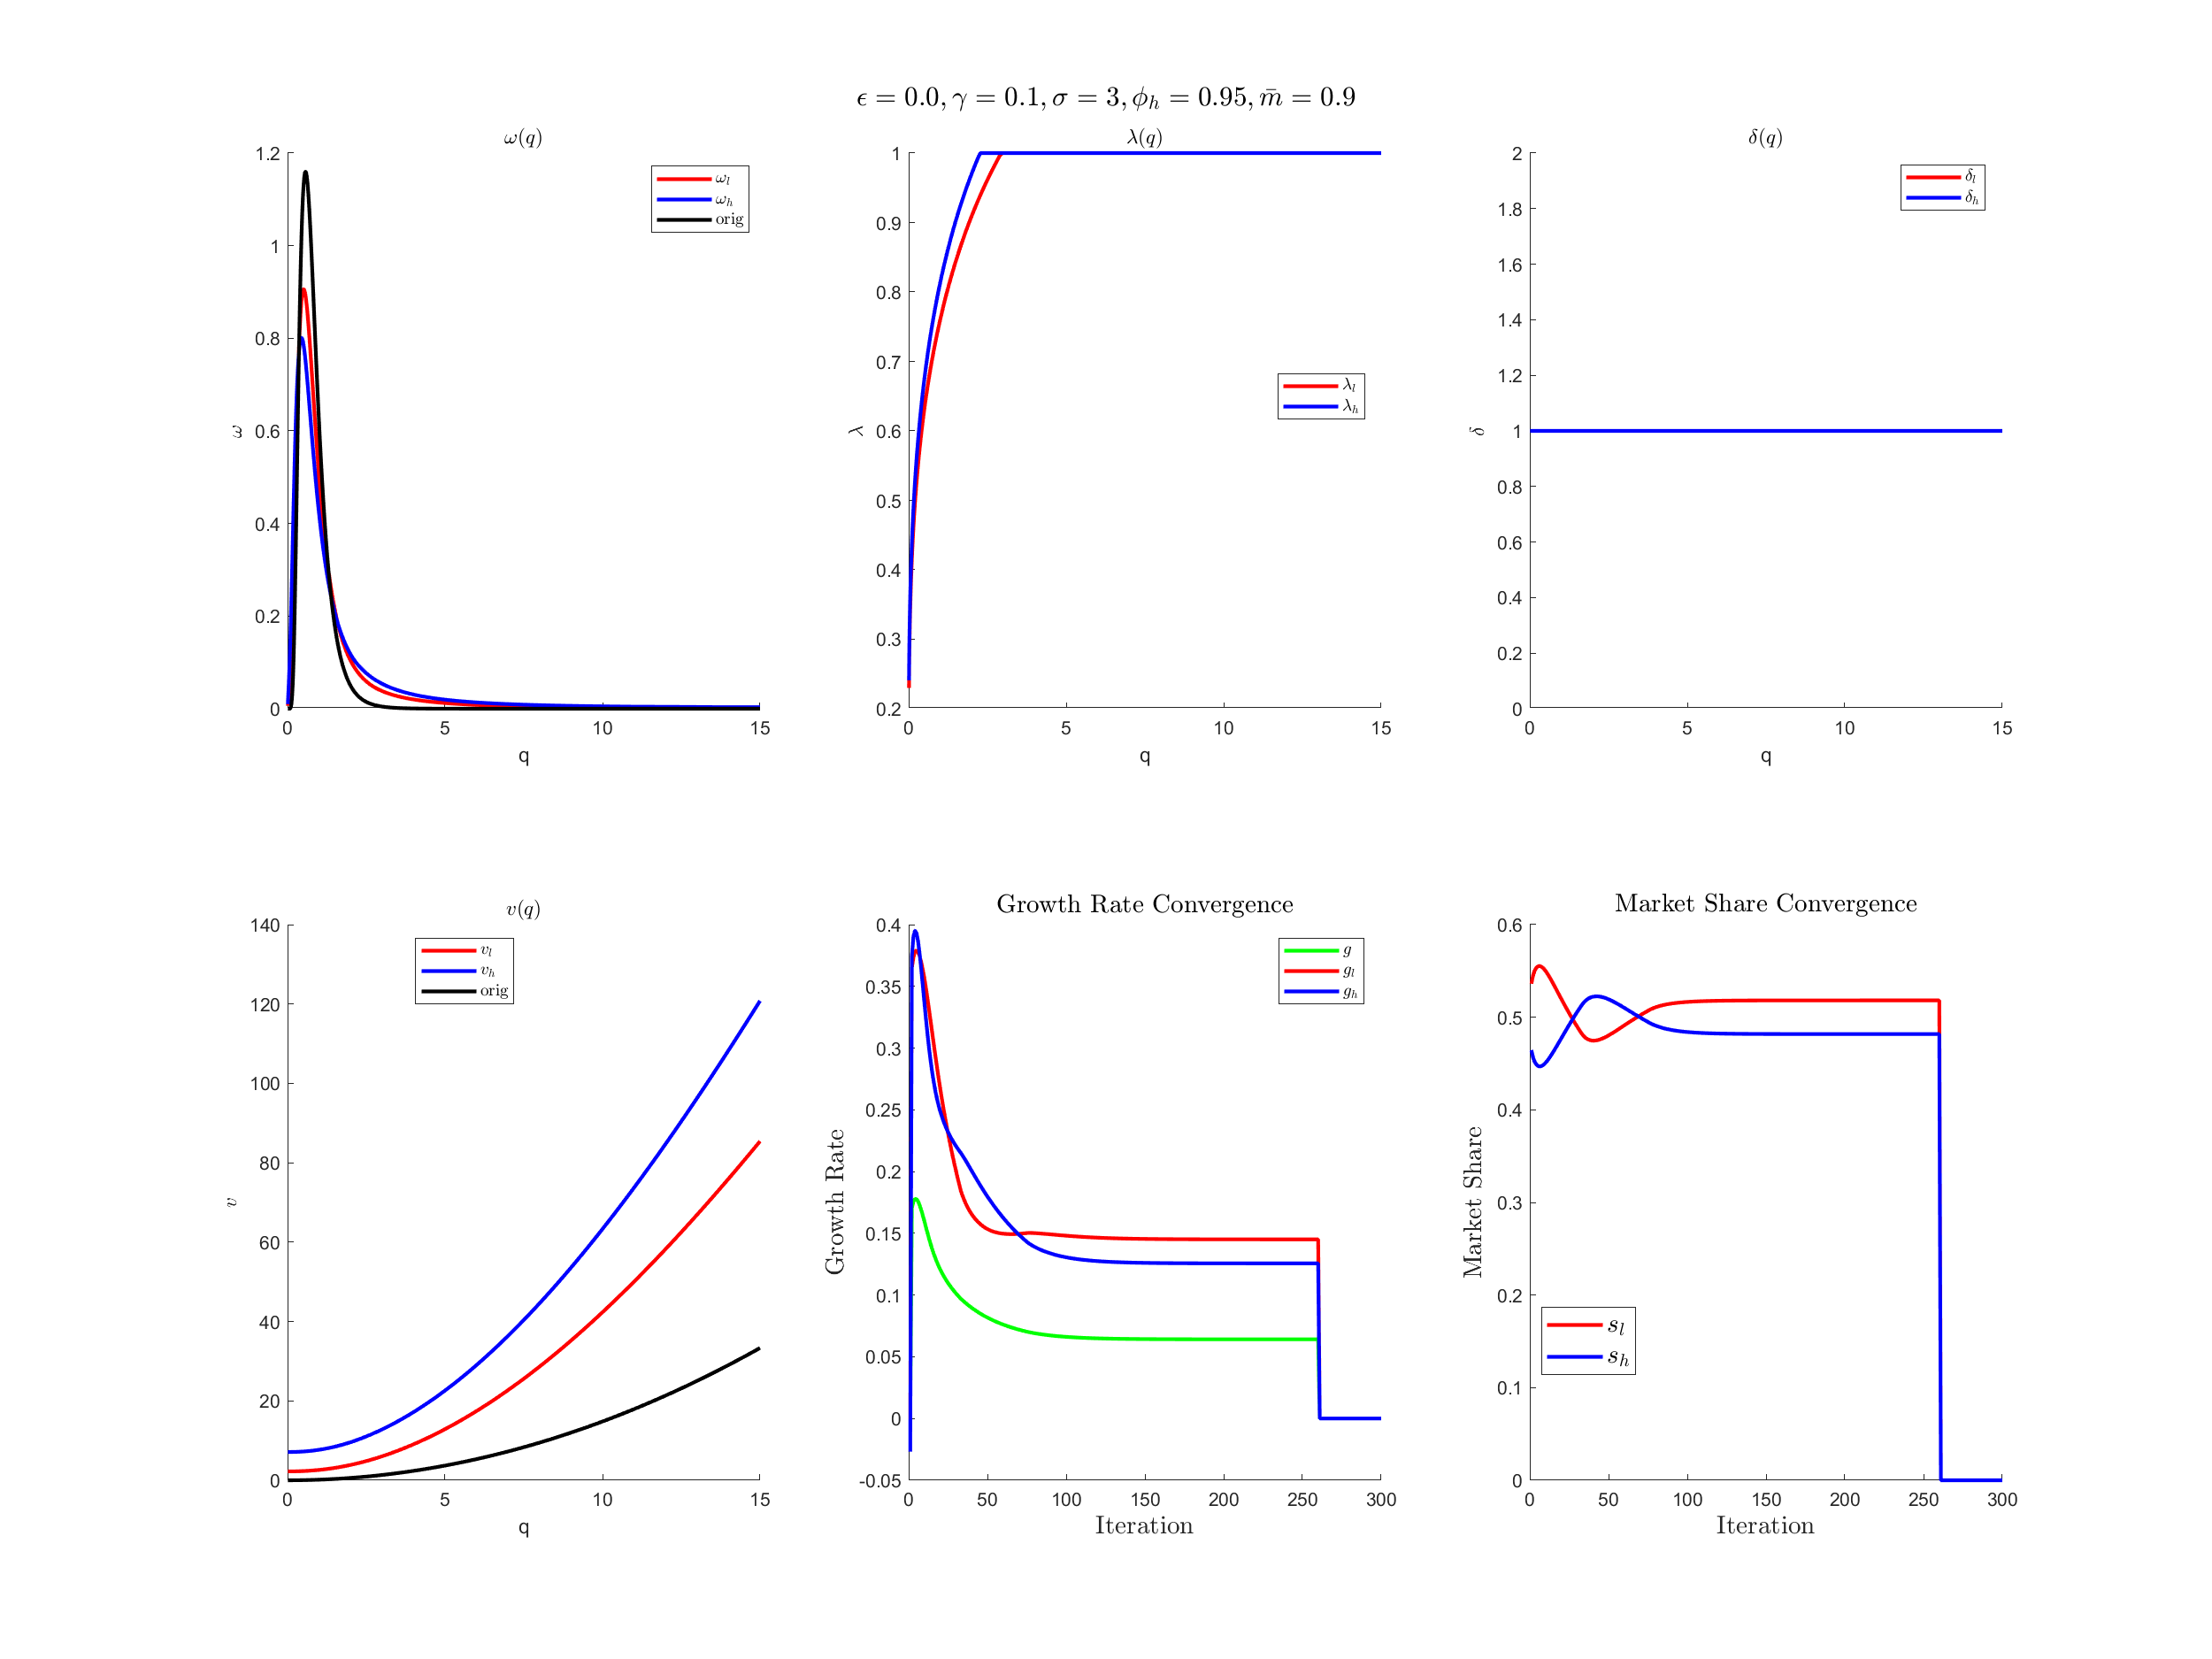 ϵ = 0.0, γ = 0.1, σ = 3, ϕ_h = 0.95, m̄ = 0.9
ω(q)
1.2
1
0.8
0.6
0.4
0.2
0
ω
0
5
10
15
q
ω_l
ω_h
orig
λ(q)
1
0.9
0.8
0.7
0.6
0.5
0.4
0.3
0.2
λ
0
5
10
15
q
λ_l
λ_h
δ(q)
2
1.8
1.6
1.4
1.2
1
0.8
0.6
0.4
0.2
0
δ
0
5
10
15
q
δ_l
δ_h
v(q)
140
120
100
80
60
40
20
0
v
0
5
10
15
q
v_l
v_h
orig
Growth Rate Convergence
0.4
0.35
0.3
0.25
0.2
0.15
0.1
0.05
0
-0.05
Growth Rate
0
50
100
150
200
250
300
Iteration
g
g_l
g_h
Market Share Convergence
0.6
0.5
0.4
0.3
0.2
0.1
0
Market Share
0
50
100
150
200
250
300
Iteration
s_l
s_h